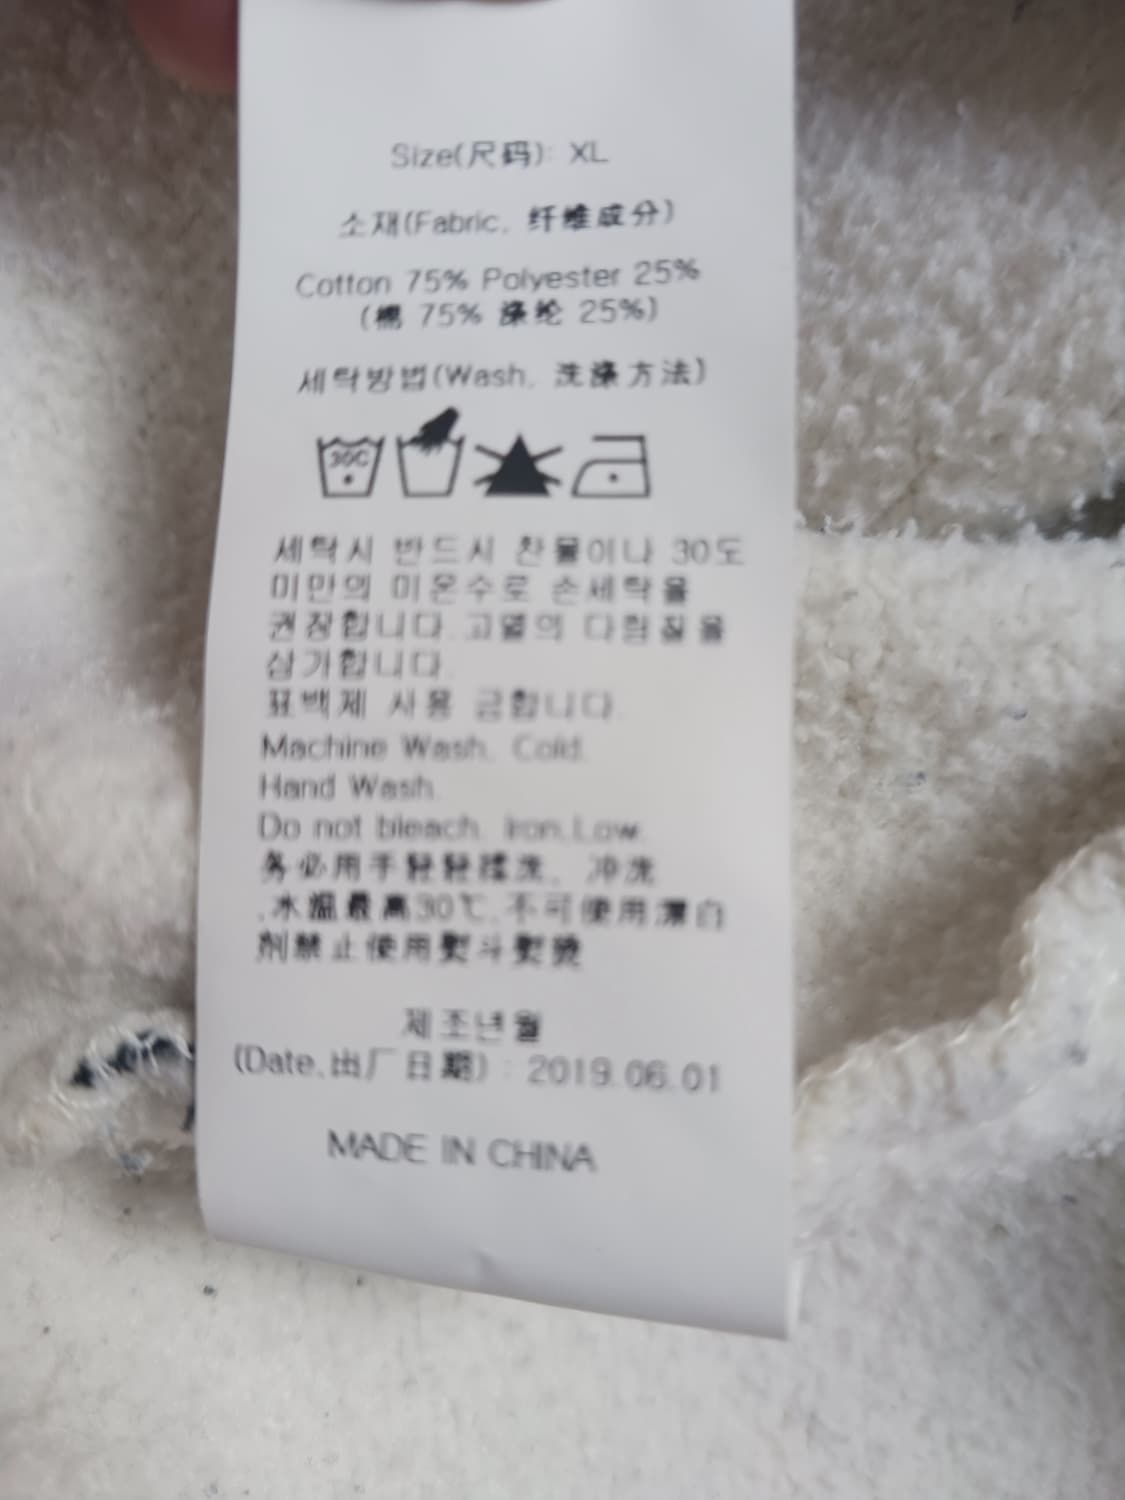 Size(尺码): XL
소재(Fabric, 纤维成分)
Cotton 75% Polyester 25%
(棉 75% 涤纶 25%)
세탁방법(Wash, 洗涤方法)
30C
세탁시 반드시 찬물이나 30도
미만의 미온수로 손세탁을
권장합니다.고열의 다림질을
삼가합니다.
표백제 사용 금합니다.
Machine Wash, Cold.
Hand Wash.
Do not bleach. Iron,Low.
务必用手轻轻揉洗、冲洗
,水温最高30℃,不可使用漂白
剂禁止使用熨斗熨烫
제조년월
(Date,出厂日期) : 2019.06.01
MADE IN CHINA